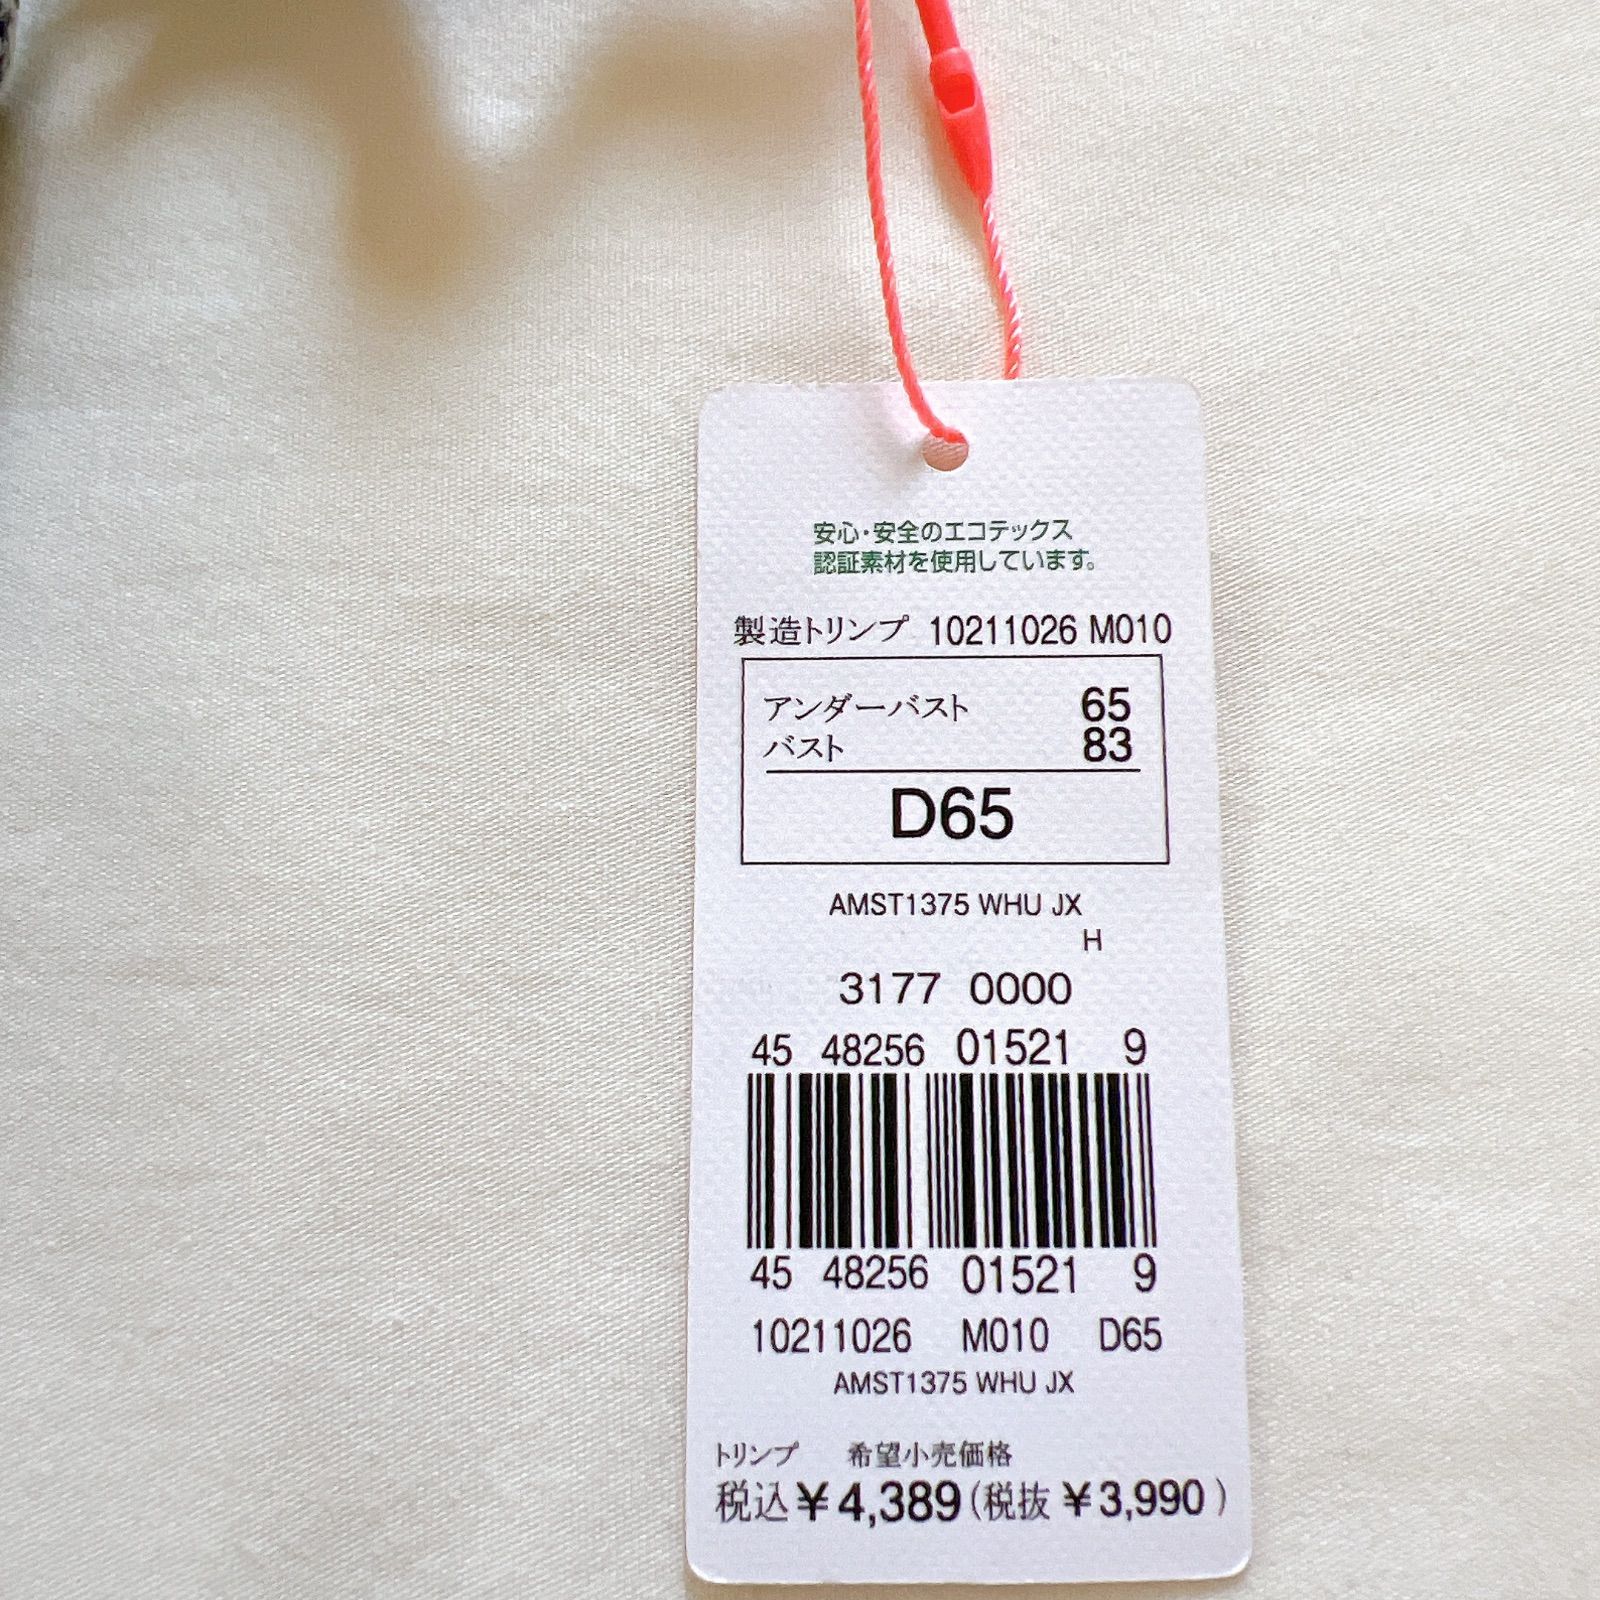 安心・安全のエコテックス
認証素材を使用しています。
製造トリンプ 10211026 M010
アンダーバスト 65
バスト 83
D65
AMST1375 WHU JX
H
3177 0000
45 48256 01521 9
45 48256 01521 9
10211026 M010 D65
AMST1375 WHU JX
トリンプ 希望小売価格
税込¥4,389(税抜¥3,990)